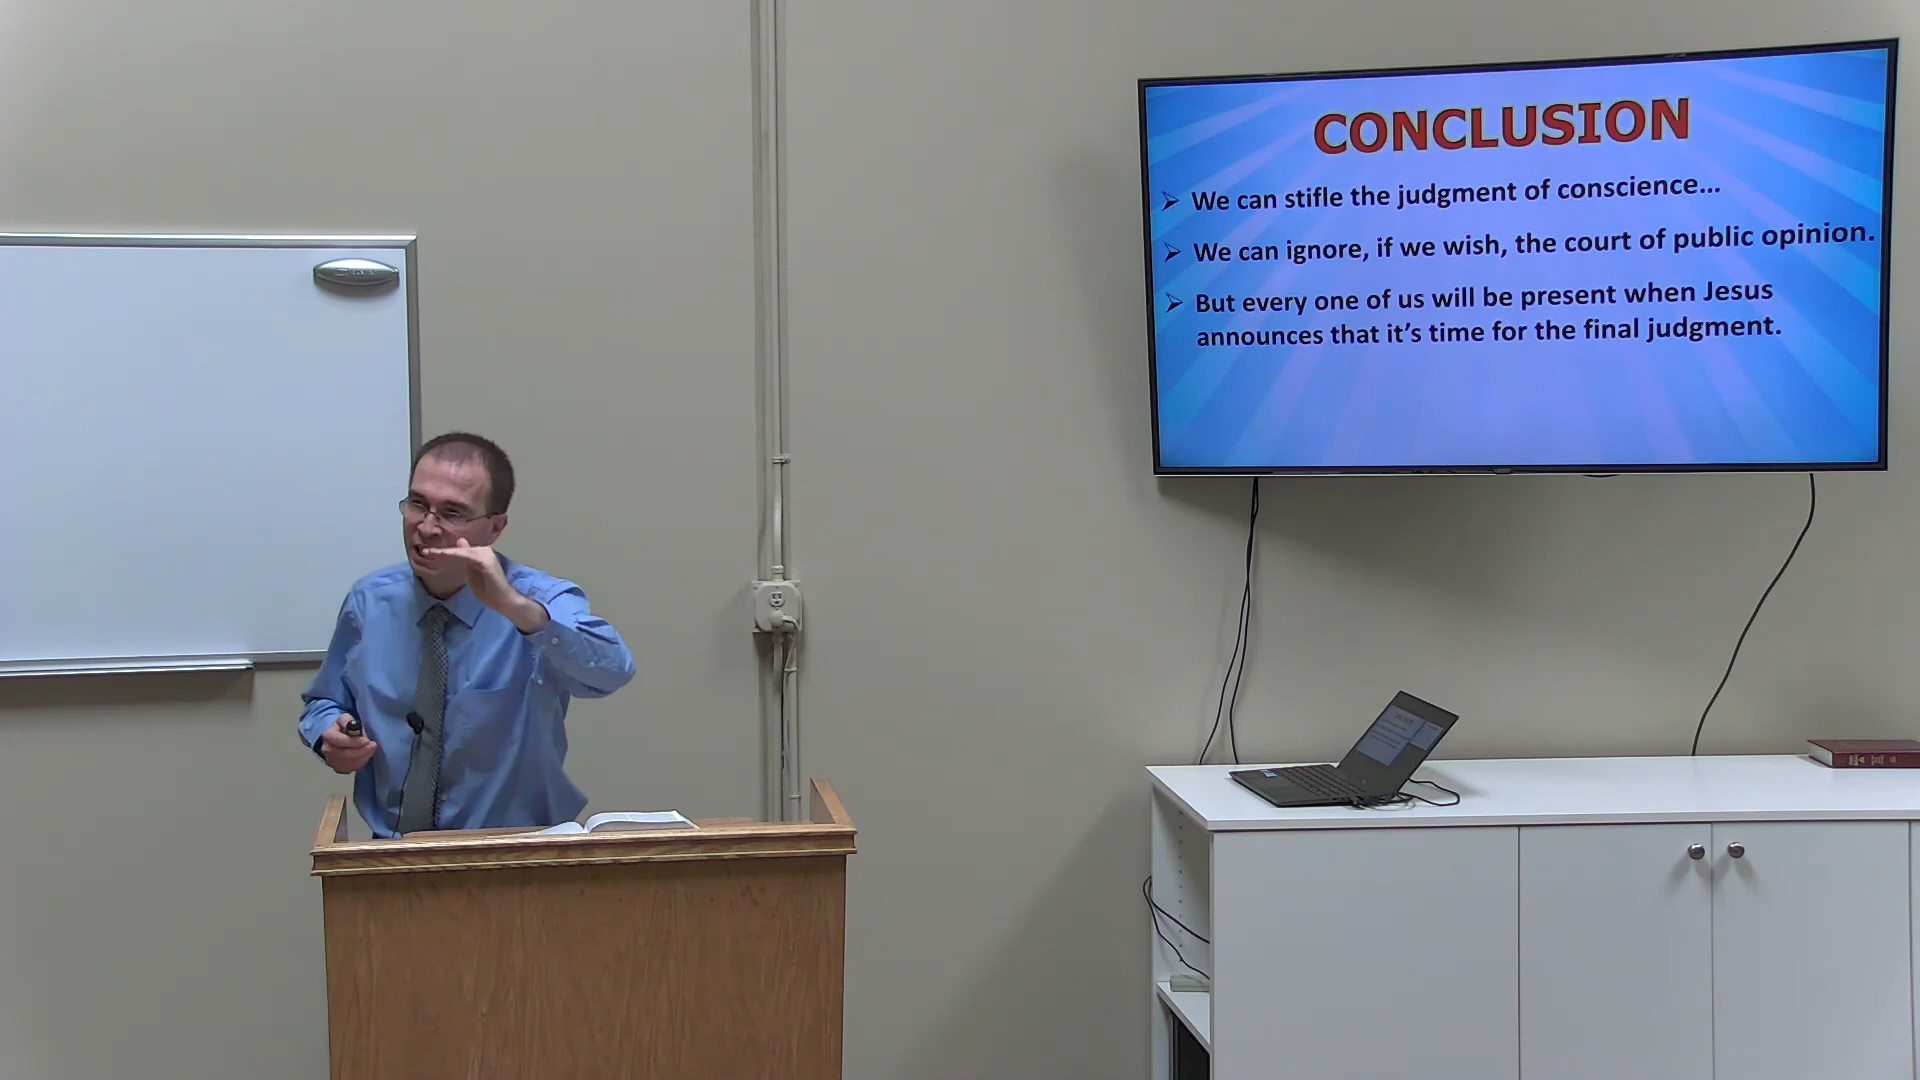 CONCLUSION
➢ We can stifle the judgment of conscience...
➢ We can ignore, if we wish, the court of public opinion.
➢ But every one of us will be present when Jesus
announces that it's time for the final judgment.